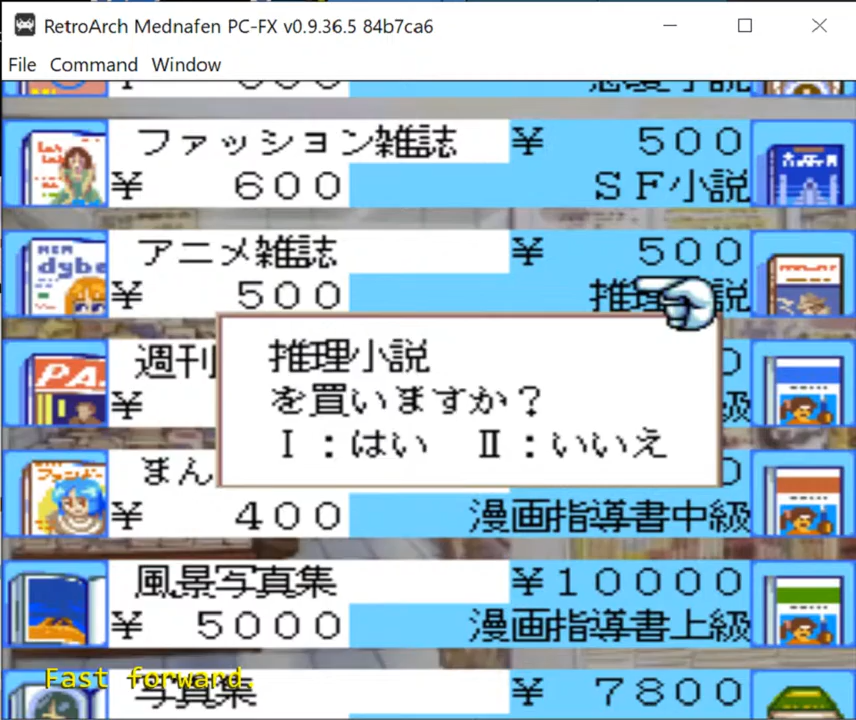 RetroArch Mednafen PC-FX v0.9.36.5 84b7ca6
File Command Window
ファッション雑誌 ¥ 500
¥ 600 SF小説
アニメ雑誌 ¥ 500
¥ 500 推理小説
週刊
¥
推理小説
を買いますか?
Ⅰ:はい Ⅱ:いいえ
まん
¥ 400 漫画指導書中級
風景写真集 ¥10000
¥ 5000 漫画指導書上級
Fast forward.
写真集 ¥ 7800